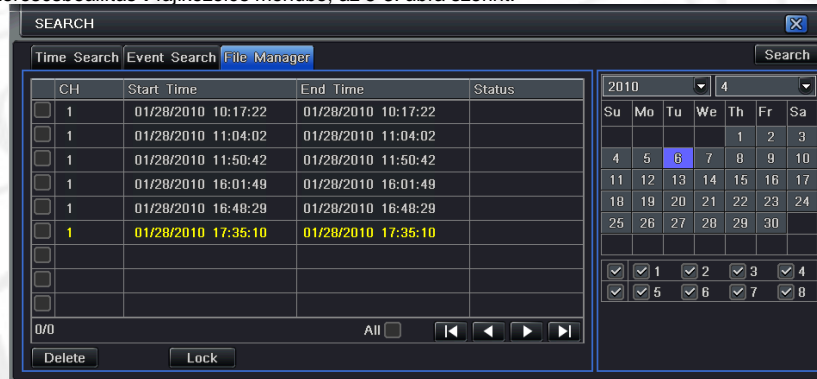 SEARCH
Time Search Event Search File Manager Search
CH Start Time End Time Status
1 01/28/2010 10:17:22 01/28/2010 10:17:22
1 01/28/2010 11:04:02 01/28/2010 11:04:02
1 01/28/2010 11:50:42 01/28/2010 11:50:42
1 01/28/2010 16:01:49 01/28/2010 16:01:49
1 01/28/2010 16:48:29 01/28/2010 16:48:29
1 01/28/2010 17:35:10 01/28/2010 17:35:10
0/0 All
Delete Lock
2010 4
Su Mo Tu We Th Fr Sa
1 2 3
4 5 6 7 8 9 10
11 12 13 14 15 16 17
18 19 20 21 22 23 24
25 26 27 28 29 30
1 2 3 4
5 6 7 8